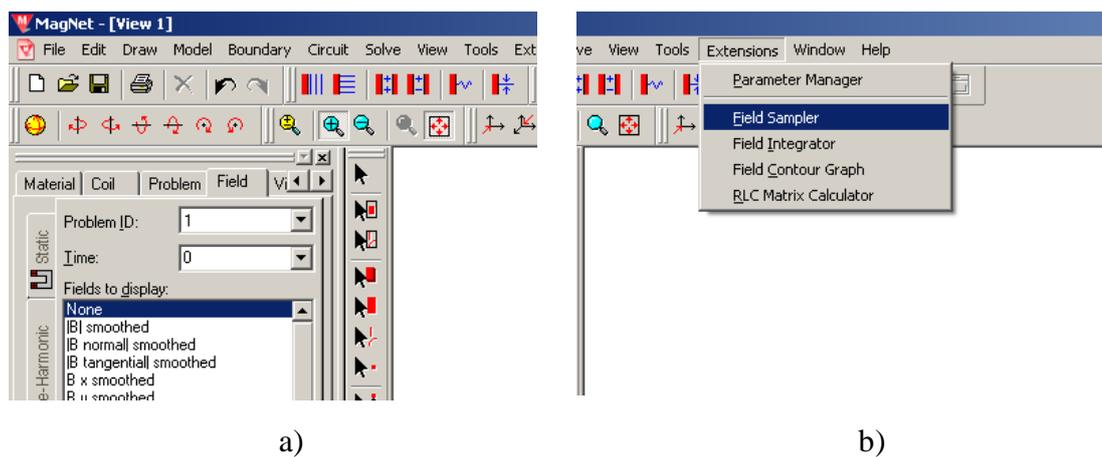 MagNet - [View 1]
File Edit Draw Model Boundary Circuit Solve View Tools Ext
Material Coil Problem Field Vi
Static
Problem ID: 1
Time: 0
Fields to display:
None
|B| smoothed
|B normal| smoothed
|B tangential| smoothed
B x smoothed
B y smoothed
e-Harmonic
a)
ve View Tools Extensions Window Help
Parameter Manager
Field Sampler
Field Integrator
Field Contour Graph
RLC Matrix Calculator
b)